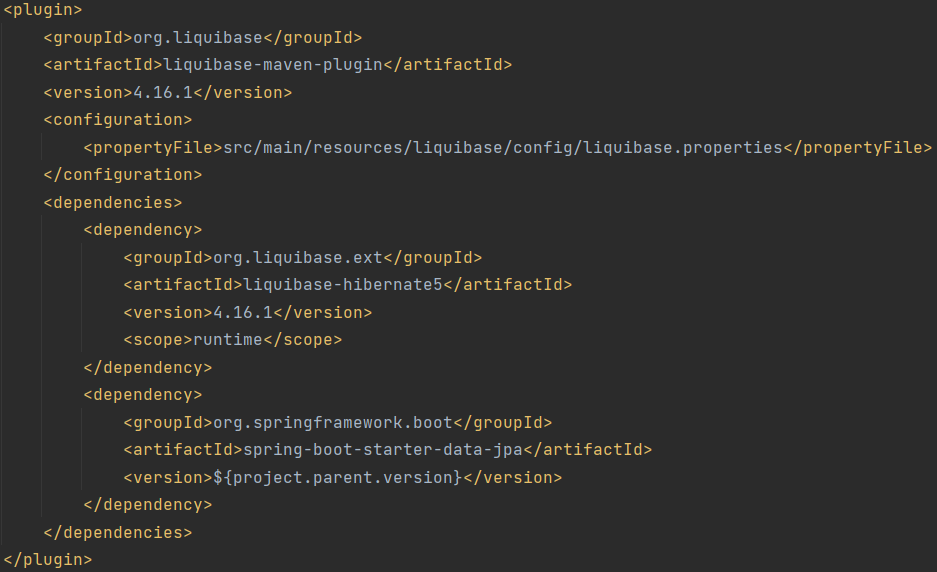 <plugin>
    <groupId>org.liquibase</groupId>
    <artifactId>liquibase-maven-plugin</artifactId>
    <version>4.16.1</version>
    <configuration>
        <propertyFile>src/main/resources/liquibase/config/liquibase.properties</propertyFile>
    </configuration>
    <dependencies>
        <dependency>
            <groupId>org.liquibase.ext</groupId>
            <artifactId>liquibase-hibernate5</artifactId>
            <version>4.16.1</version>
            <scope>runtime</scope>
        </dependency>
        <dependency>
            <groupId>org.springframework.boot</groupId>
            <artifactId>spring-boot-starter-data-jpa</artifactId>
            <version>${project.parent.version}</version>
        </dependency>
    </dependencies>
</plugin>